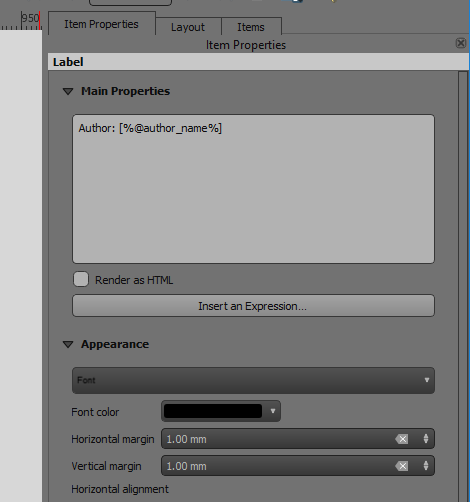 950
Item Properties
Layout
Items
Item Properties
Label
Main Properties
Author: [%@author_name%]
Render as HTML
Insert an Expression...
Appearance
Font
Font color
Horizontal margin
1.00 mm
Vertical margin
1.00 mm
Horizontal alignment